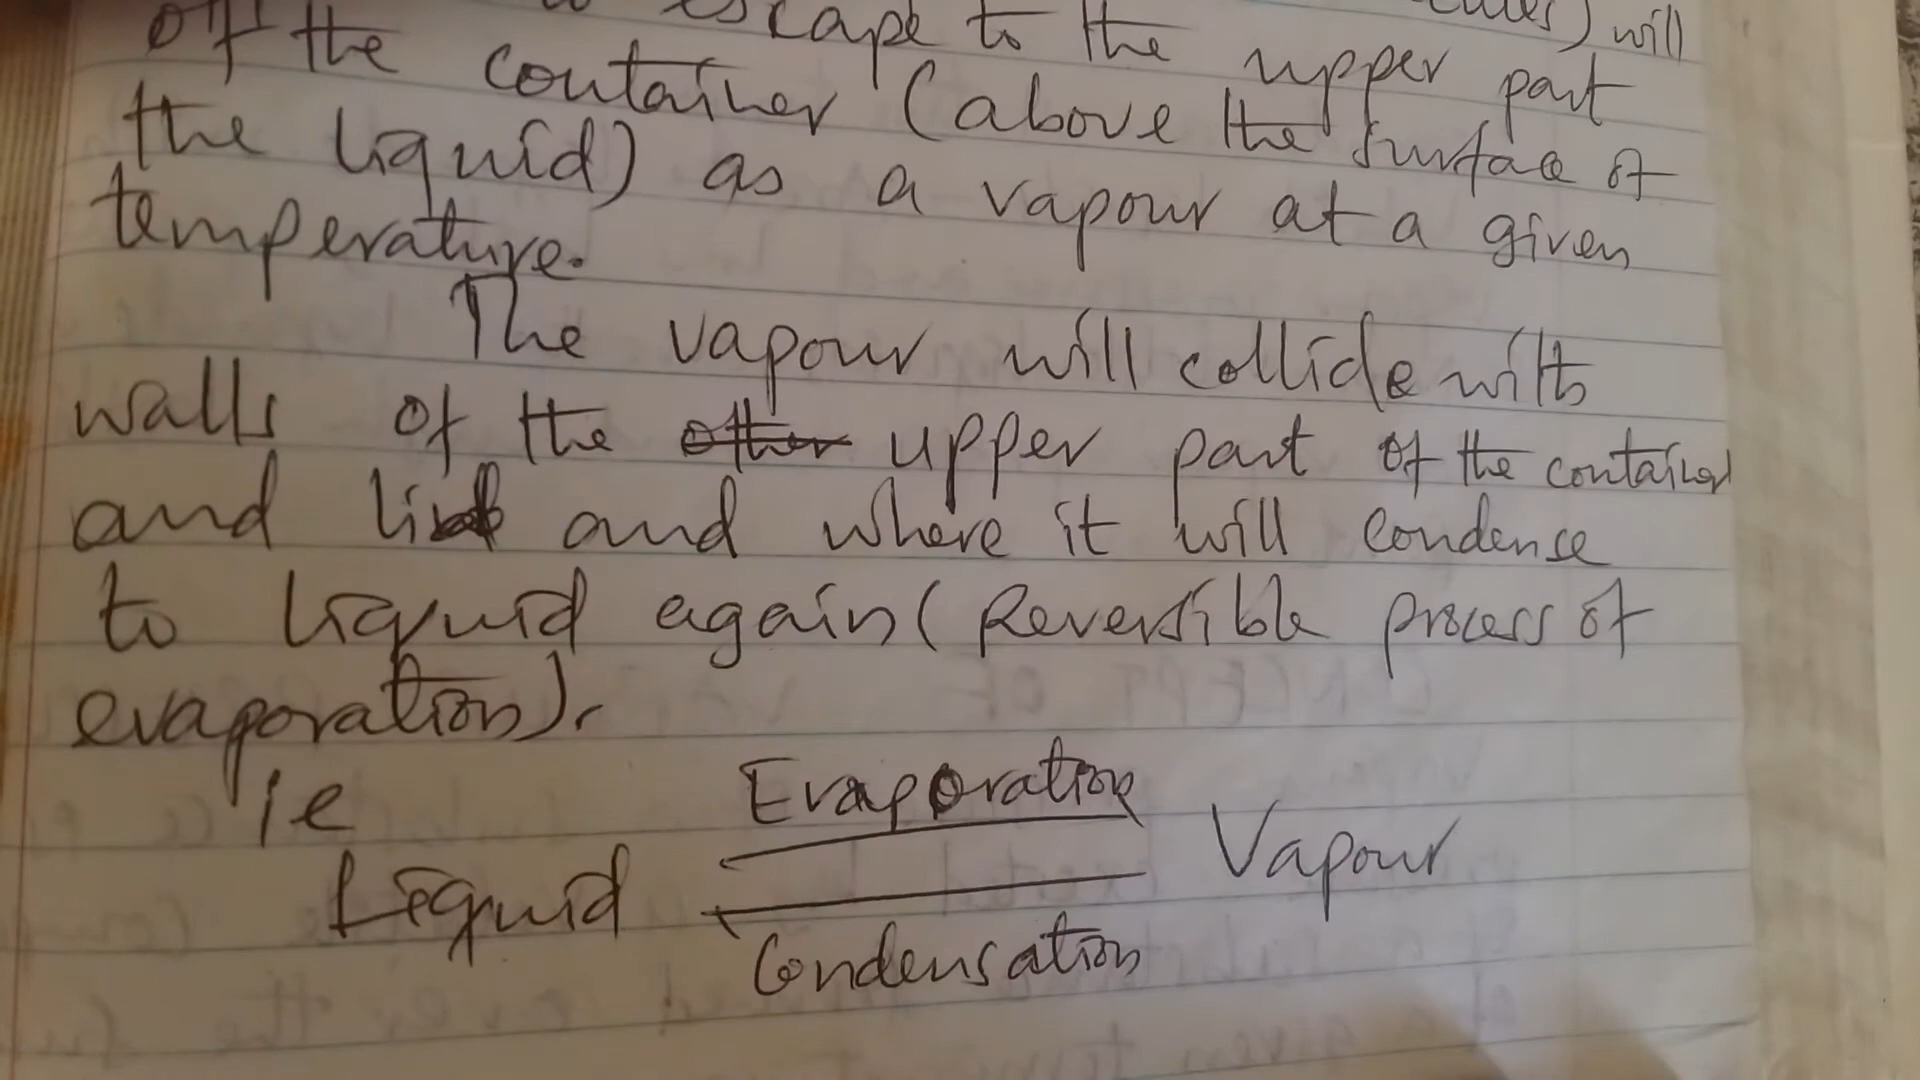 escape to the upper part will
of the container (above the surface of
the liquid) as a vapour at a given
temperature.
The vapour will collide with
walls of the other upper part of the container
and and where it will condense
to liquid again (Reversible process of
evaporation).
ie
Evaporation
Liquid Vapour
Condensation